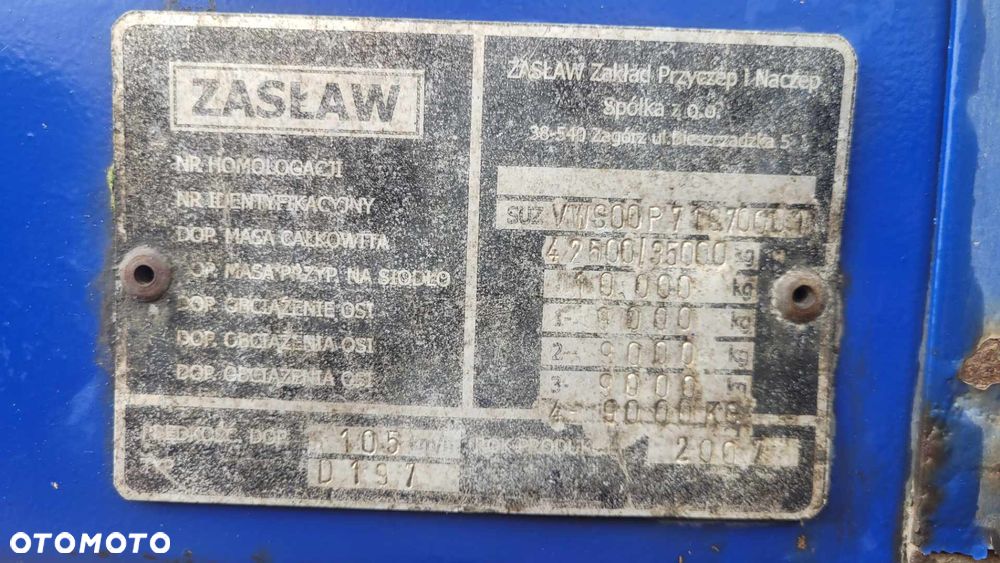 ZASŁAW
ZASŁAW Zakład Przyczep i Naczep
Spółka z o.o.
38-540 Zagórz ul.Bieszczadzka 5
NR HOMOLOGACJI
NR IDENTYFIKACYJNY
SUZ
DOP. MASA CAŁKOWITA 42500/35000 kg
DOP. MASA PRZYP. NA SIODŁO 10 000 kg
DOP. OBCIĄŻENIE OSI 1- 9000 kg
DOP. OBCIĄŻENIA OSI 2- 9000 kg
DOP. OBCIĄŻENIA OSI 3- 9000
4- 9000 KG
DOP. 105 km/h 2007
D197
OTOMOTO